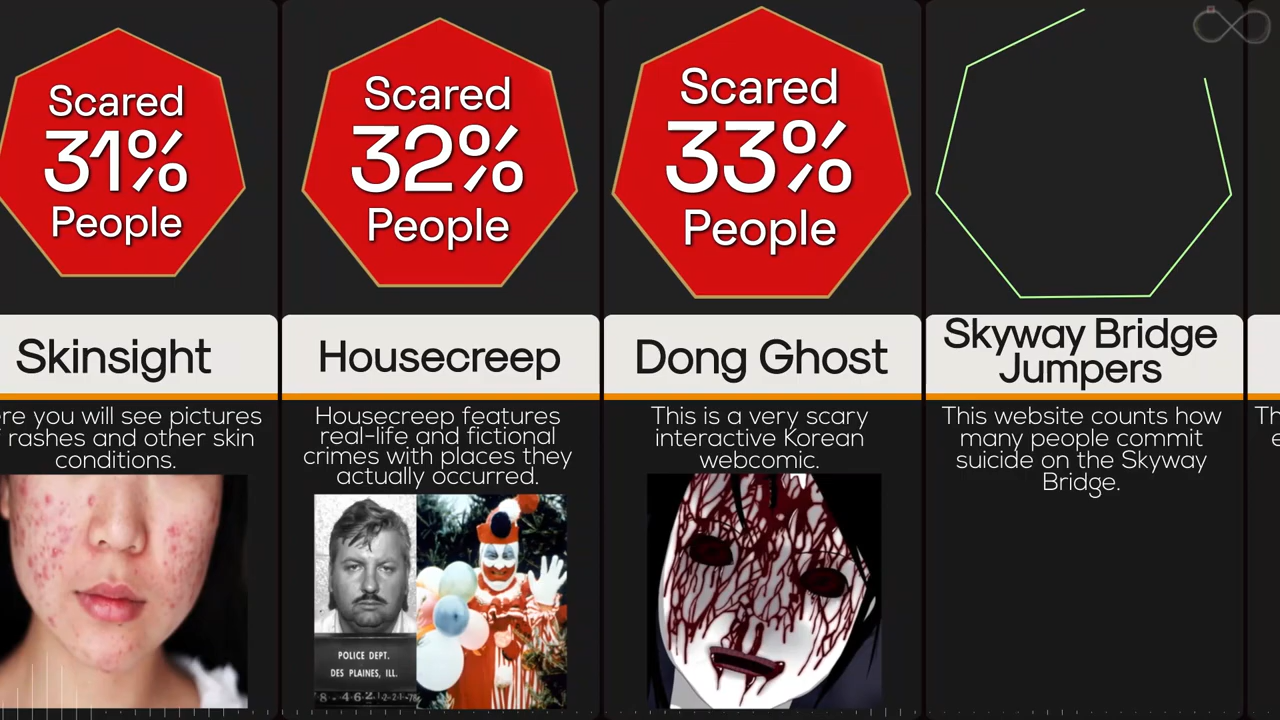 Scared
31%
People
Skinsight
re you will see pictures
rashes and other skin
conditions.
Scared
32%
People
Housecreep
Housecreep features
real-life and fictional
crimes with places they
actually occurred.
POLICE DEPT.
DES PLAINES, ILL.
Scared
33%
People
Dong Ghost
This is a very scary
interactive Korean
webcomic.
Skyway Bridge
Jumpers
This website counts how
many people commit
suicide on the Skyway
Bridge.
Th
e